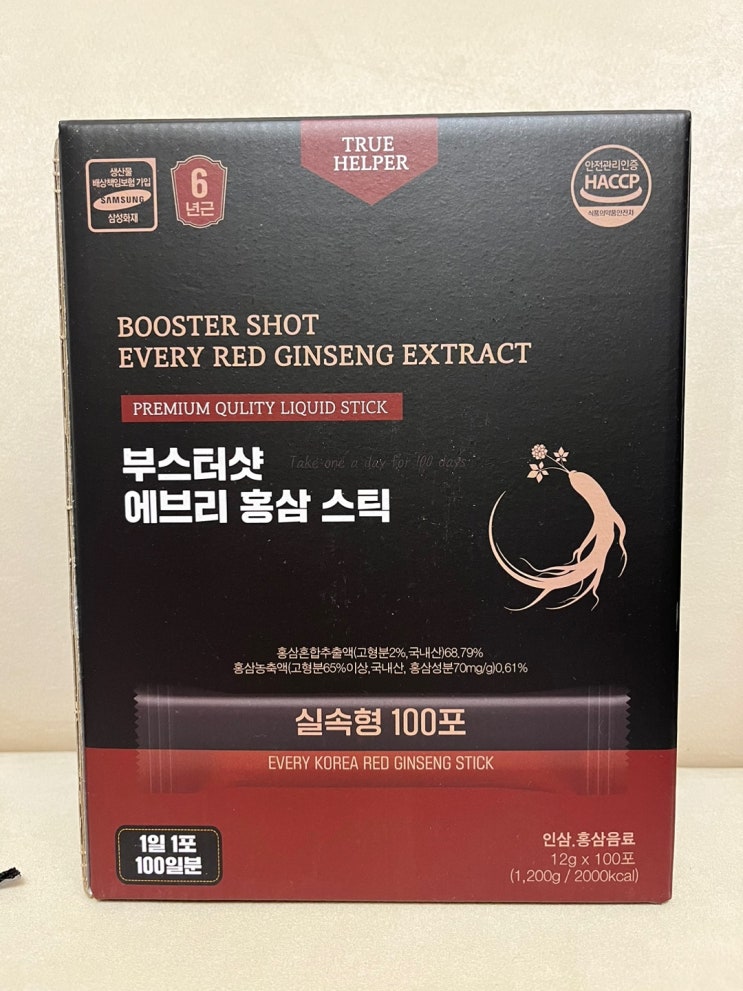 TRUE
HELPER
생산물
배상책임보험 가입
SAMSUNG
삼성화재
6
년근
안전관리인증
HACCP
식품의약품안전처
BOOSTER SHOT
EVERY RED GINSENG EXTRACT
PREMIUM QULITY LIQUID STICK
부스터샷
Take one a day for 100 days
에브리 홍삼 스틱
홍삼혼합추출액(고형분2%,국내산)68.79%
홍삼농축액(고형분65%이상,국내산, 홍삼성분70mg/g)0.61%
실속형 100포
EVERY KOREA RED GINSENG STICK
1일 1포
100일분
인삼.홍삼음료
12g x 100포
(1,200g / 2000kcal)